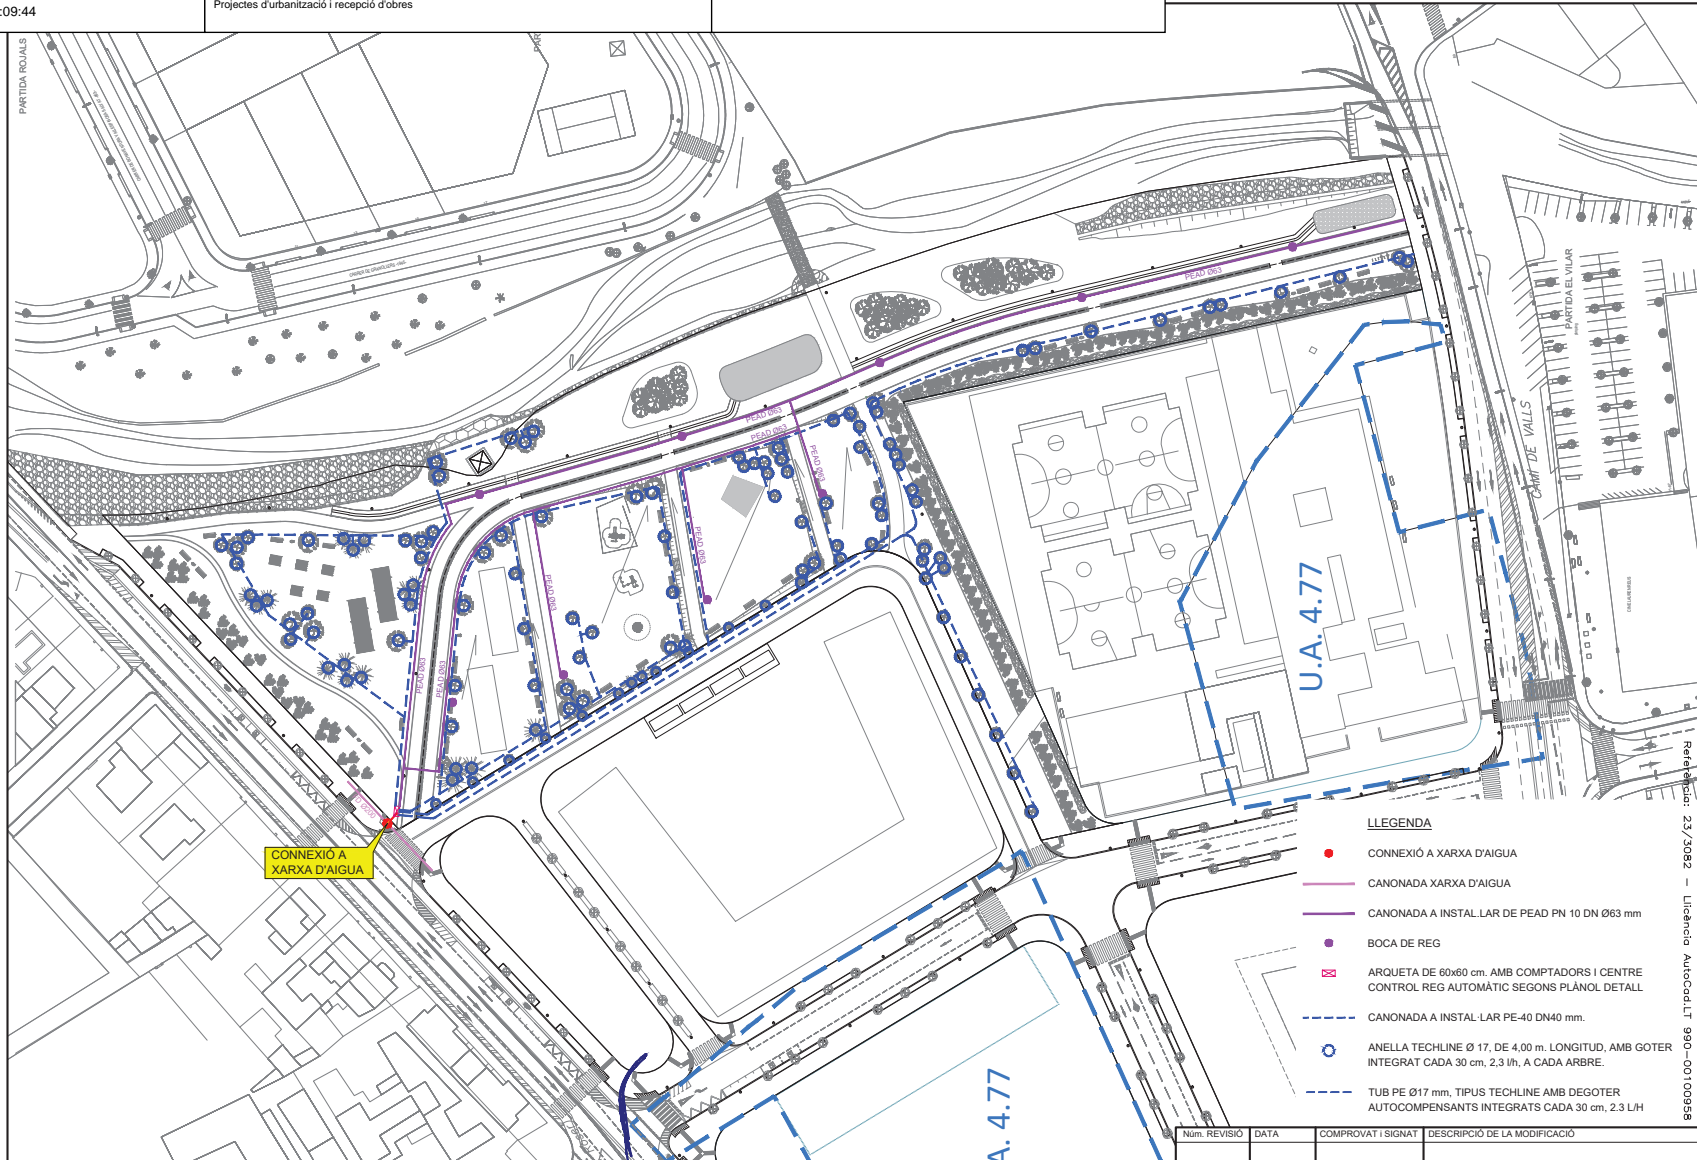 :09:44
Projectes d'urbanització i recepció d'obres
PARTIDA ROJALS
PEAD Ø63
PEAD Ø63
PEAD Ø63
PEAD Ø63
PEAD Ø63
PEAD Ø63
PEAD Ø63
PEAD Ø63
PARTIDA EL VILAR
CAMÍ DE VALLS
U.A. 4.77
CONNEXIÓ A
XARXA D'AIGUA
A. 4.77
LLEGENDA
CONNEXIÓ A XARXA D'AIGUA
CANONADA XARXA D'AIGUA
CANONADA A INSTAL.LAR DE PEAD PN 10 DN Ø63 mm
BOCA DE REG
ARQUETA DE 60x60 cm. AMB COMPTADORS I CENTRE
CONTROL REG AUTOMÀTIC SEGONS PLÀNOL DETALL
CANONADA A INSTAL·LAR PE-40 DN40 mm.
ANELLA TECHLINE Ø 17, DE 4,00 m. LONGITUD, AMB GOTER
INTEGRAT CADA 30 cm, 2,3 l/h, A CADA ARBRE.
TUB PE Ø17 mm, TIPUS TECHLINE AMB DEGOTER
AUTOCOMPENSANTS INTEGRATS CADA 30 cm, 2.3 L/H
Núm. REVISIÓ DATA COMPROVAT i SIGNAT DESCRIPCIÓ DE LA MODIFICACIÓ
Referència: 23/3082 – Llicència AutoCad.LT 990–00100958